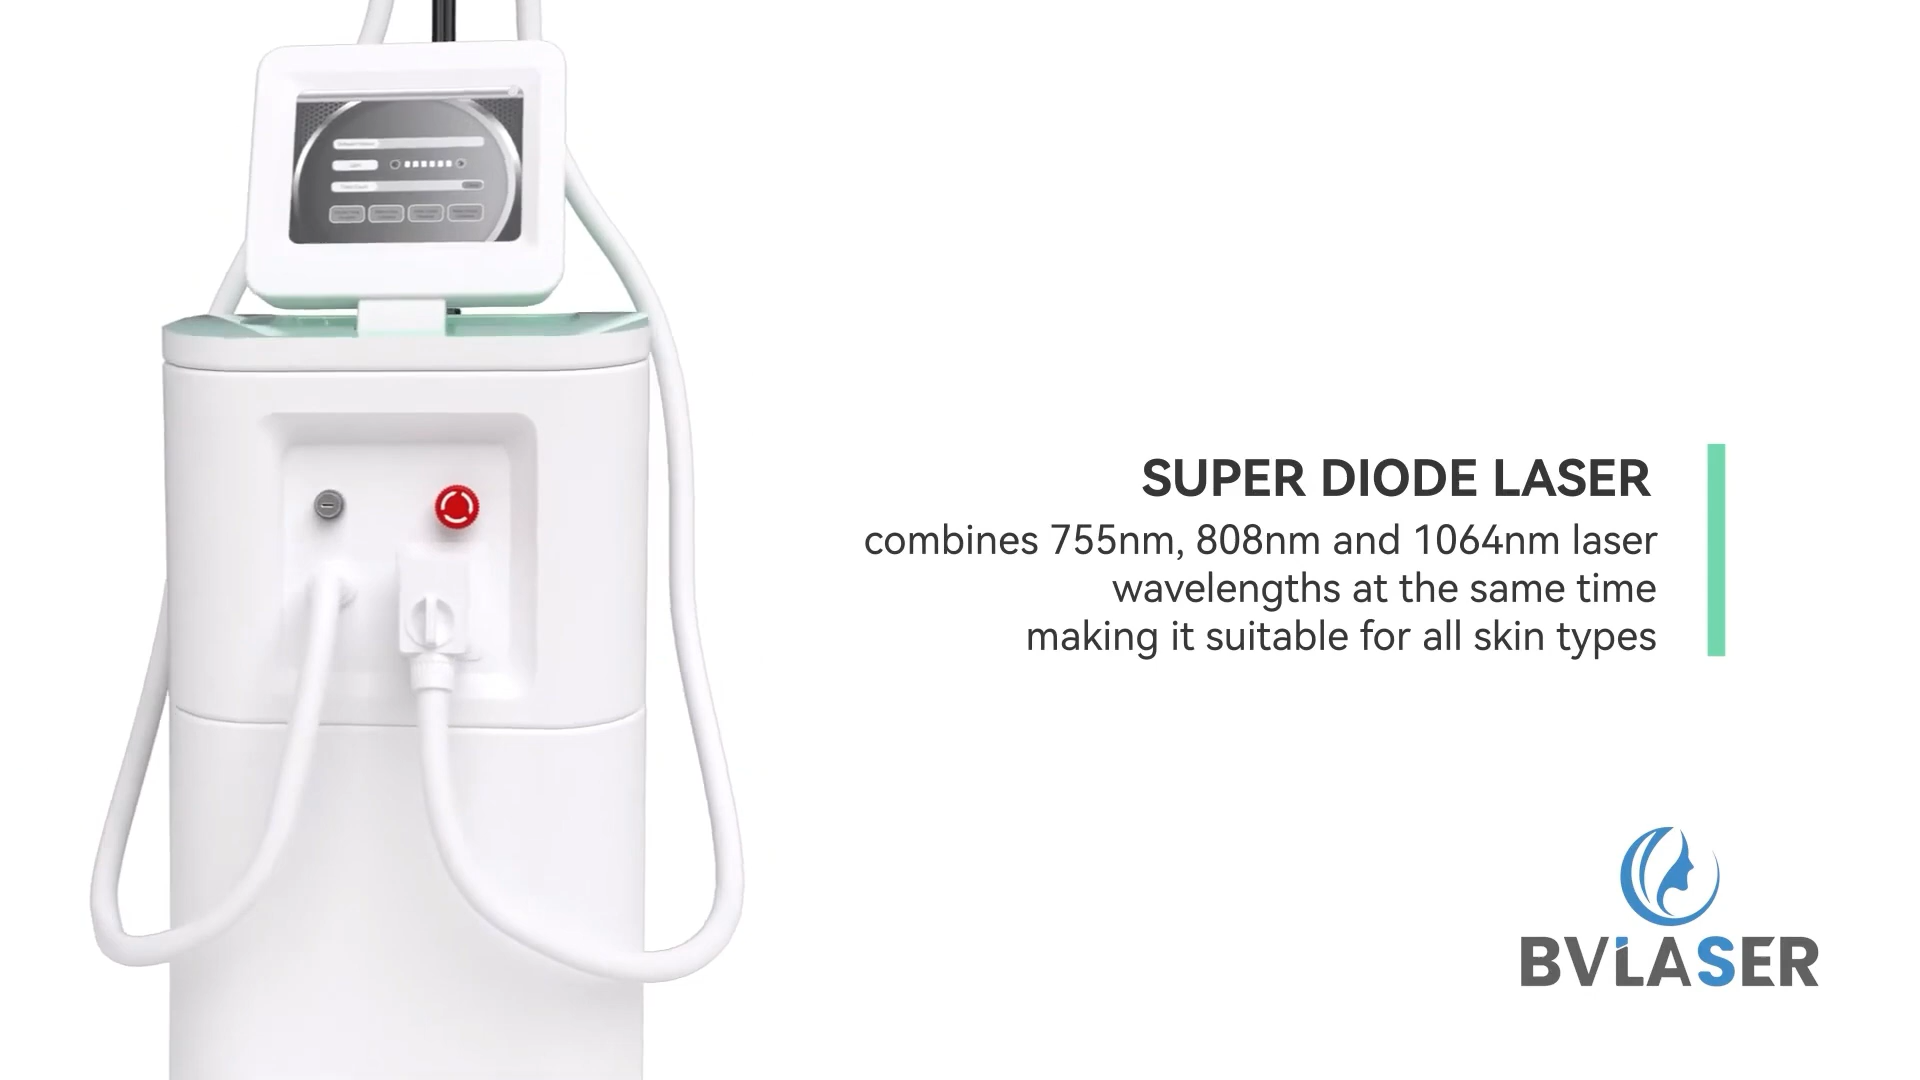 SUPER DIODE LASER
combines 755nm, 808nm and 1064nm laser
wavelengths at the same time
making it suitable for all skin types
BVLASER